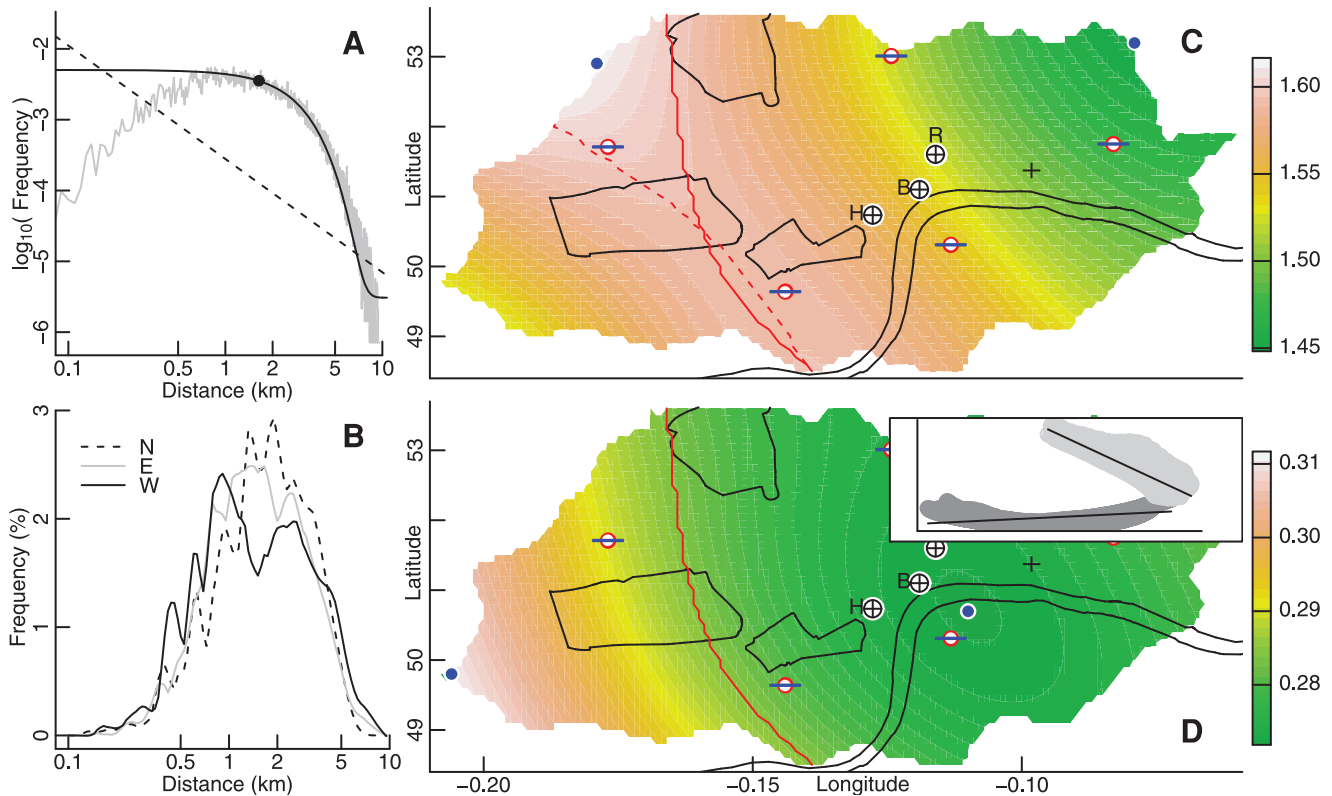 A
log10( Frequency)
-2
-3
-4
-5
-6
0.1 0.5 1 2 5 10
Distance (km)
B
N
E
W
Frequency (%)
3
2
1
0
0.1 0.5 1 2 5 10
Distance (km)
C
Latitude
53
50
49
R
B
H
1.60
1.55
1.50
1.45
D
Latitude
53
50
49
B
H
0.31
0.30
0.29
0.28
-0.20 -0.15 Longitude -0.10